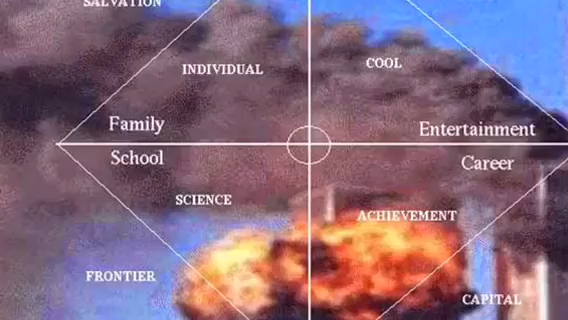 SALVATION
INDIVIDUAL
COOL
Family
Entertainment
School
Career
SCIENCE
ACHIEVEMENT
FRONTIER
CAPITAL